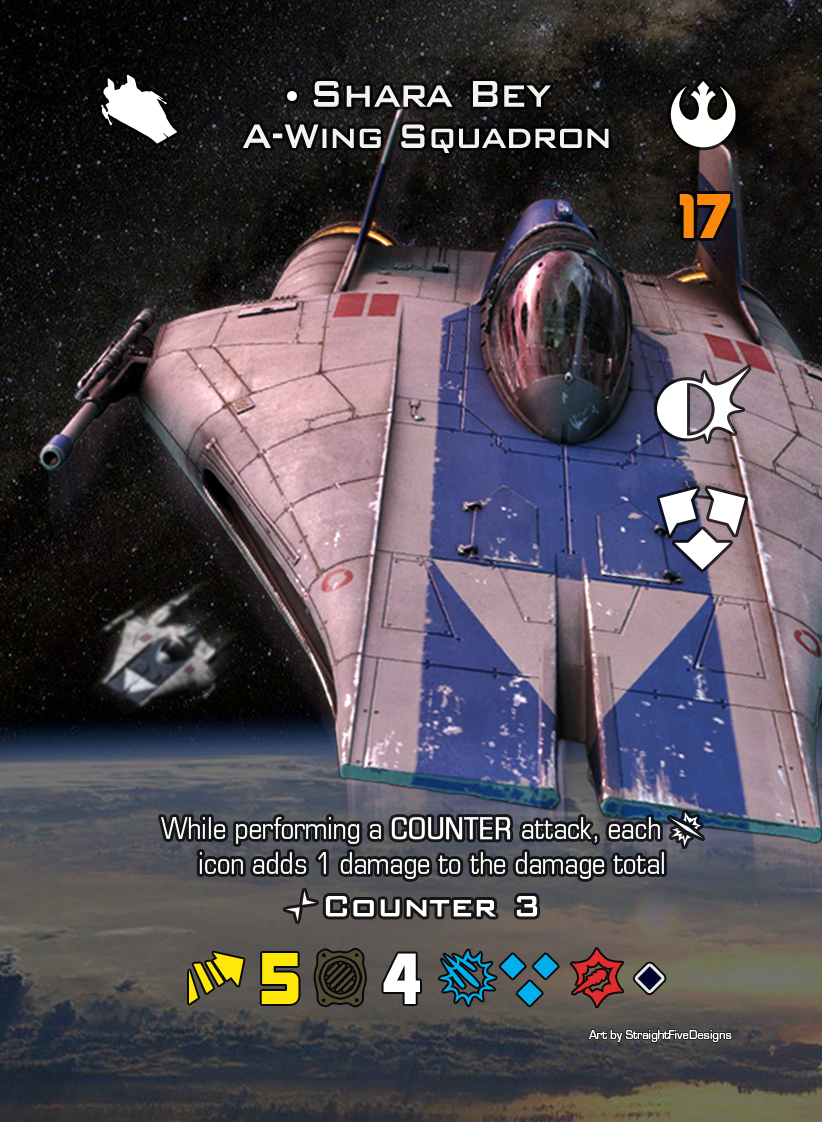 • Shara Bey
A-Wing Squadron
17
While performing a COUNTER attack, each
icon adds 1 damage to the damage total
Counter 3
5 4
Art by StraightFiveDesigns